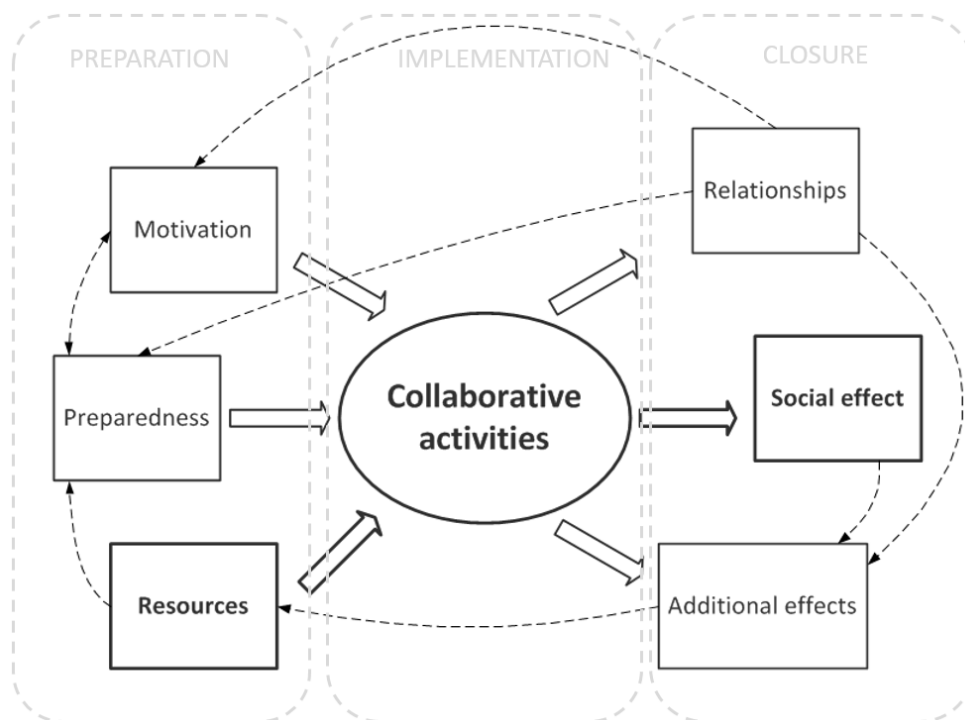 PREPARATION
IMPLEMENTATION
CLOSURE
Motivation
Relationships
Preparedness
Collaborative
activities
Social effect
Resources
Additional effects